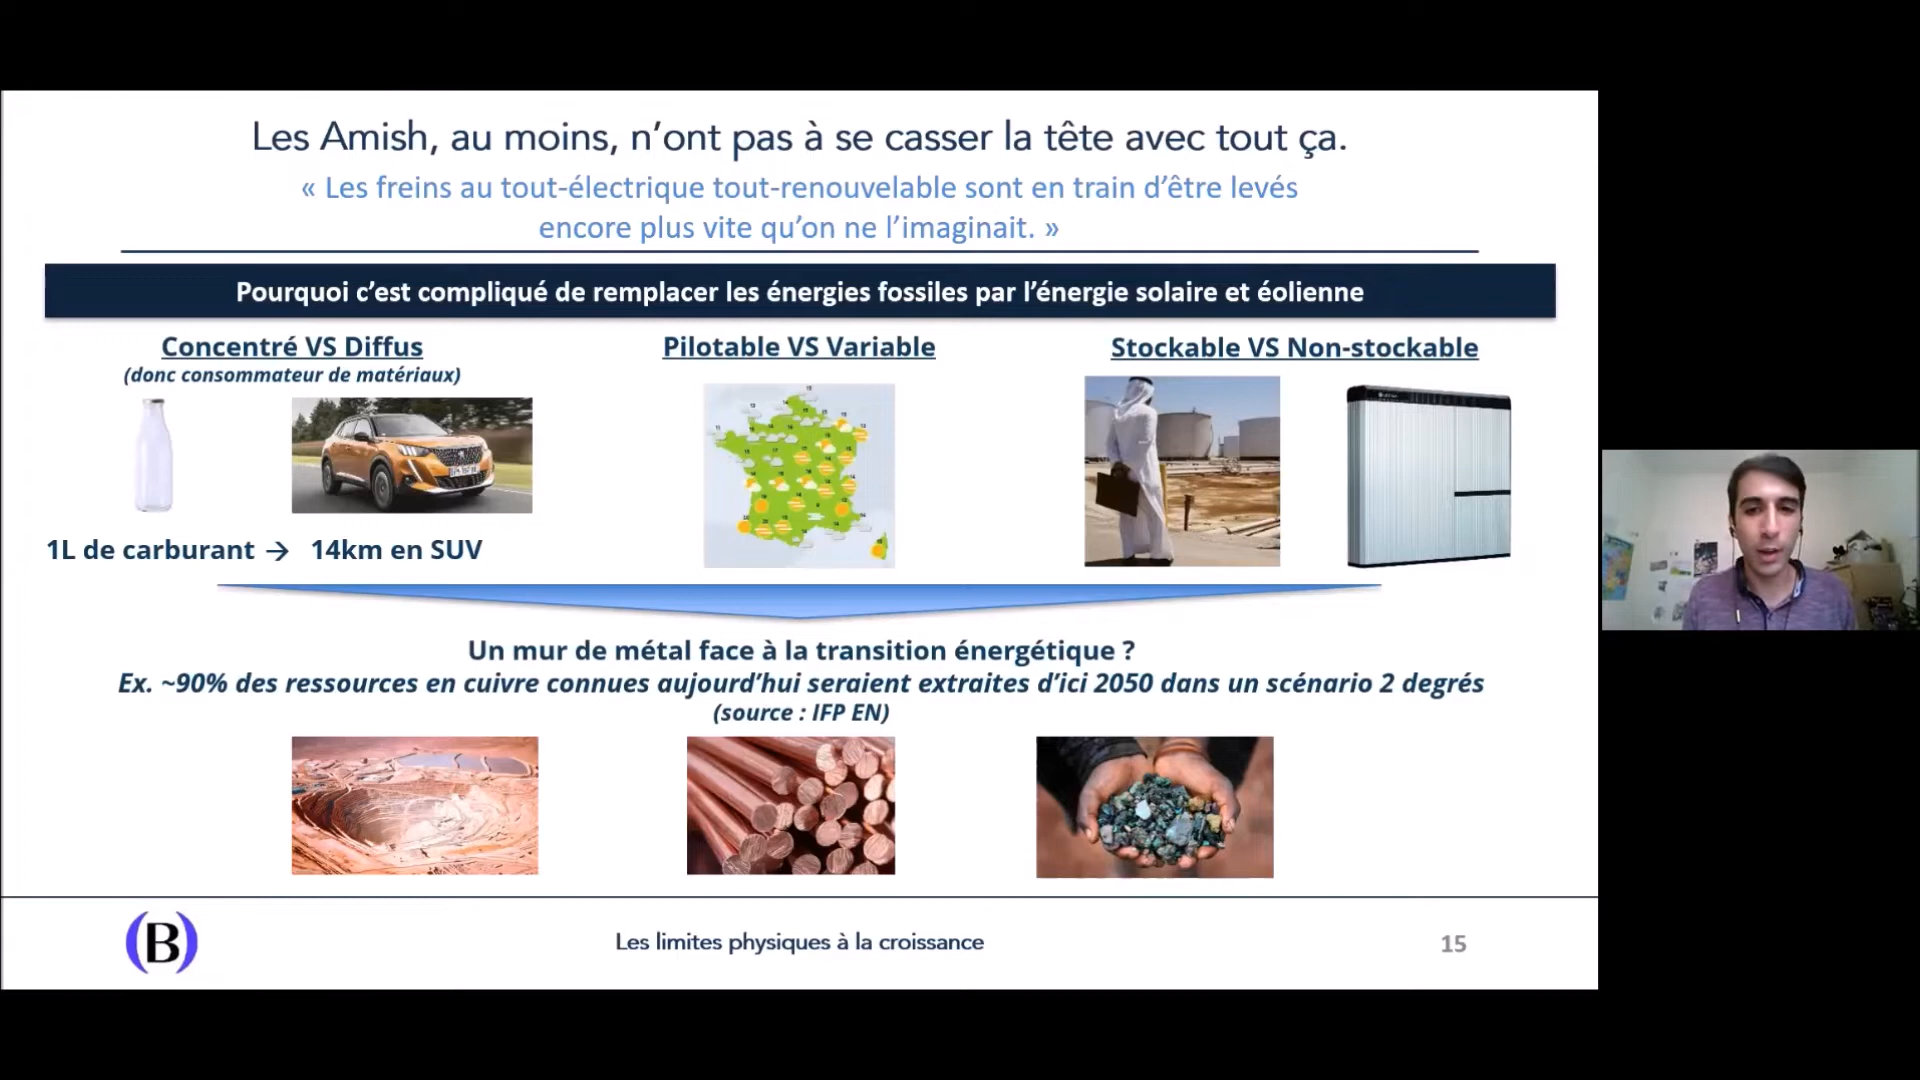 Les Amish, au moins, n’ont pas à se casser la tête avec tout ça.
« Les freins au tout-électrique tout-renouvelable sont en train d’être levés
encore plus vite qu’on ne l’imaginait. »
Pourquoi c’est compliqué de remplacer les énergies fossiles par l’énergie solaire et éolienne
Concentré VS Diffus
(donc consommateur de matériaux)
1L de carburant → 14km en SUV
Pilotable VS Variable
Stockable VS Non-stockable
Un mur de métal face à la transition énergétique ?
Ex. ~90% des ressources en cuivre connues aujourd’hui seraient extraites d’ici 2050 dans un scénario 2 degrés
(source : IFP EN)
(B)
Les limites physiques à la croissance
15